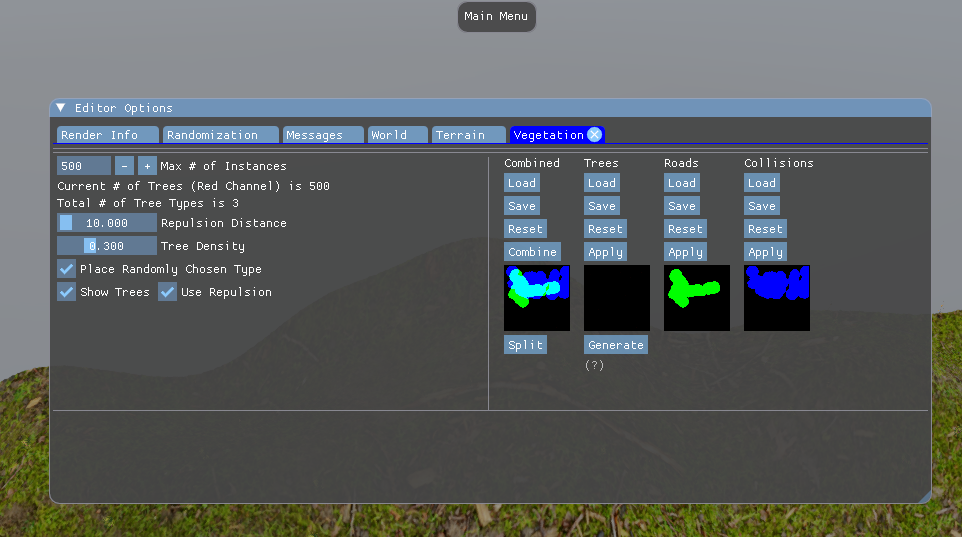 Main Menu
Editor Options
Render Info Randomization Messages World Terrain Vegetation
500 - + Max # of Instances
Current # of Trees (Red Channel) is 500
Total # of Tree Types is 3
10.000 Repulsion Distance
0.300 Tree Density
Place Randomly Chosen Type
Show Trees Use Repulsion
Combined Trees Roads Collisions
Load Load Load Load
Save Save Save Save
Reset Reset Reset Reset
Combine Apply Apply Apply
Split Generate
(?)